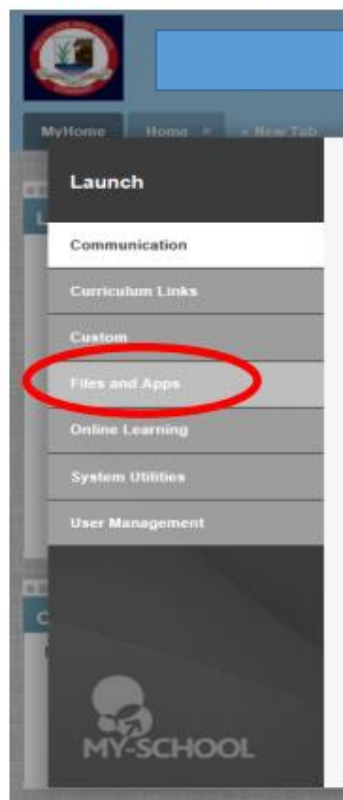 MyHome Home + New Tab
Launch
Communication
Curriculum Links
Custom
Files and Apps
Online Learning
System Utilities
User Management
MY-SCHOOL